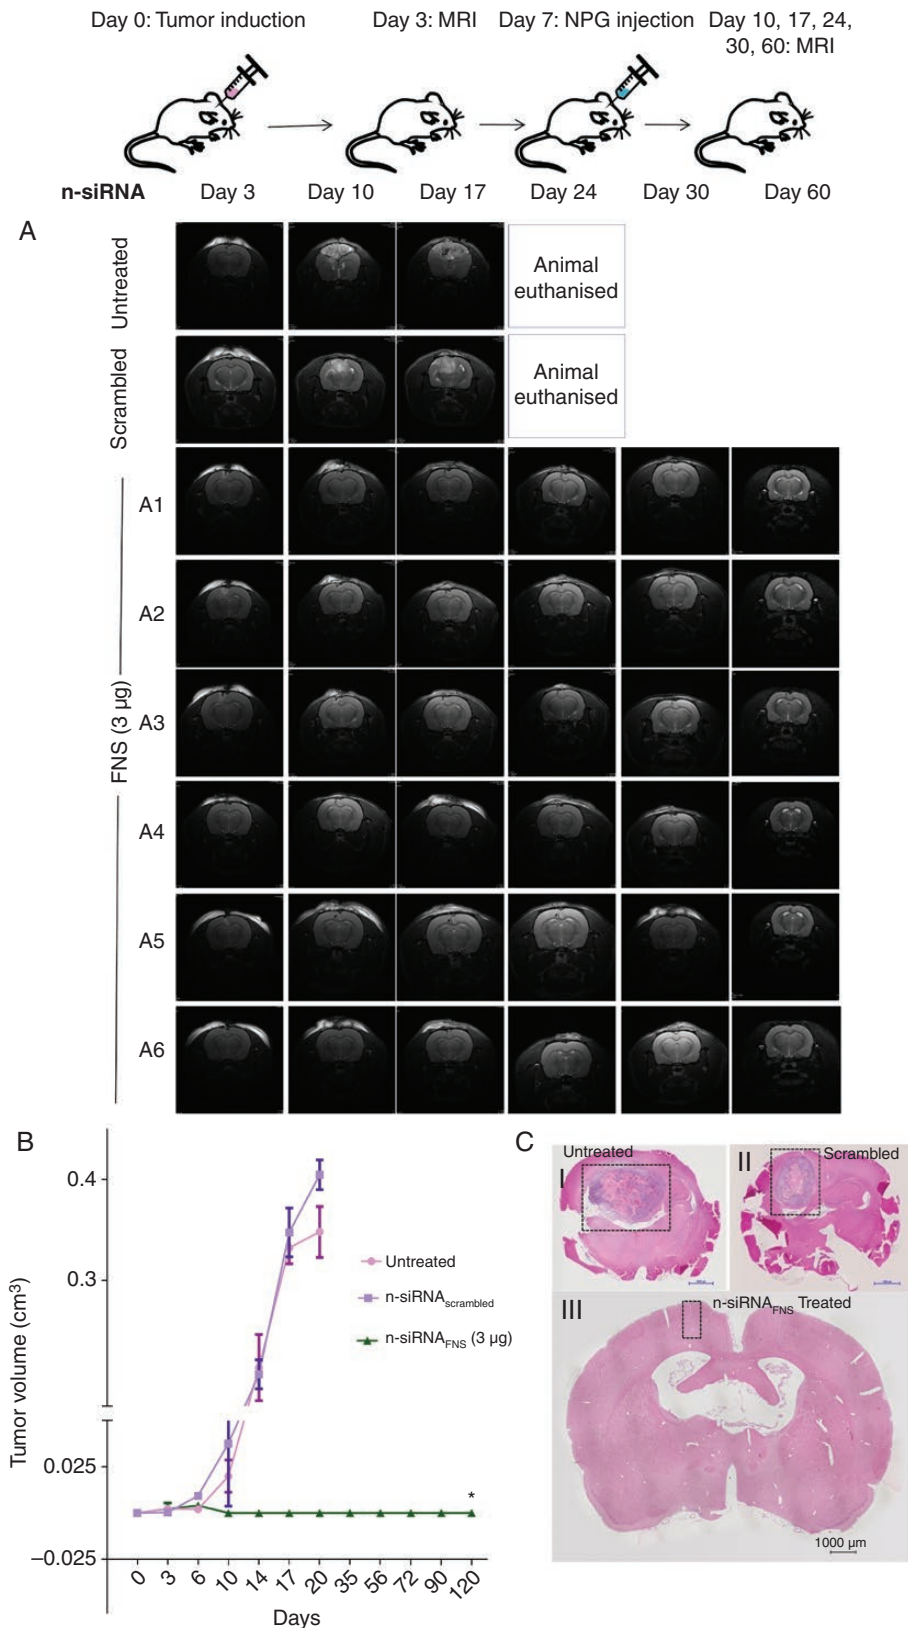 Day 0: Tumor induction
Day 3: MRI
Day 7: NPG injection
Day 10, 17, 24,
30, 60: MRI
n-siRNA
Day 3
Day 10
Day 17
Day 24
Day 30
Day 60
A
Untreated
Animal
euthanised
Scrambled
Animal
euthanised
FNS (3 µg)
A1
A2
A3
A4
A5
A6
B
Tumor volume (cm³)
0.4
0.3
0.025
−0.025
0
3
6
10
14
17
20
35
56
72
90
120
Days
Untreated
n-siRNAscrambled
n-siRNAFNS (3 µg)
*
C
Untreated
I
II
Scrambled
III
n-siRNAFNS Treated
1000 µm